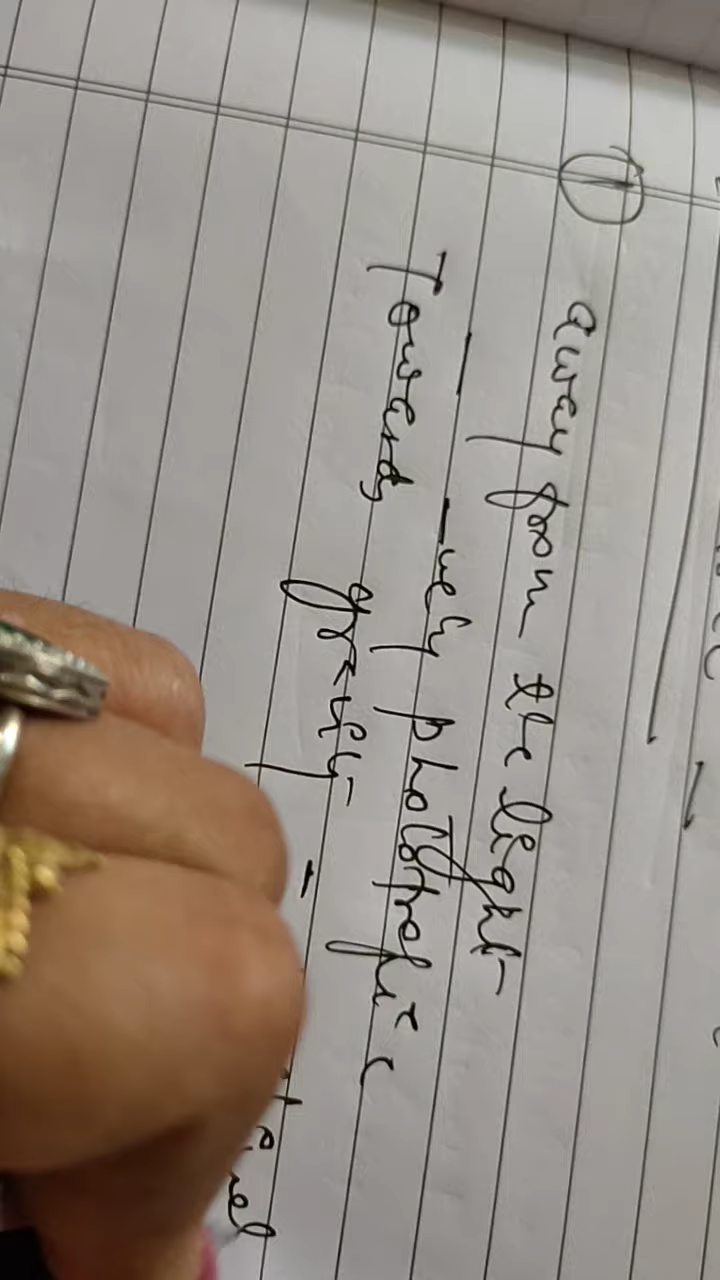 ① away from the light
— -vely phototropic
Towards gravity -